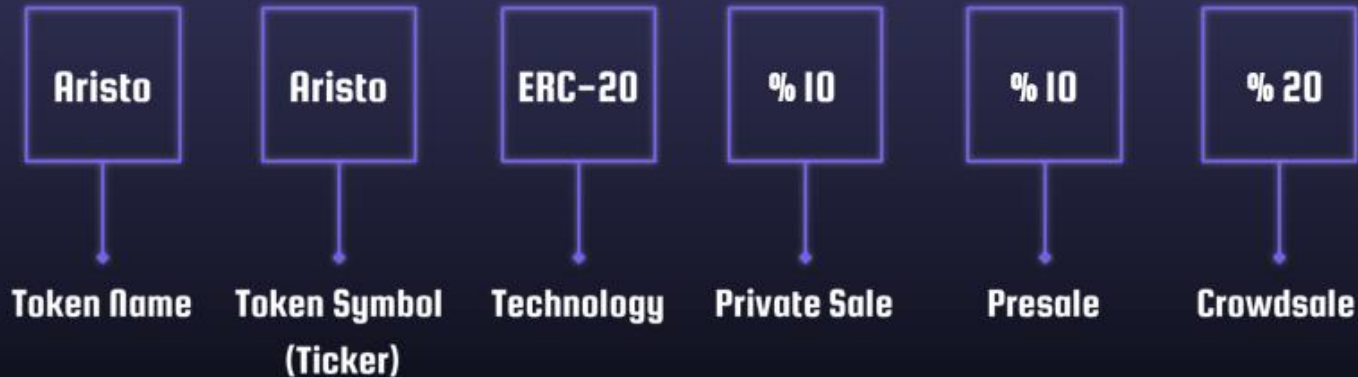 Aristo
Aristo
ERC-20
% 10
% 10
% 20
Token Name
Token Symbol
(Ticker)
Technology
Private Sale
Presale
Crowdsale